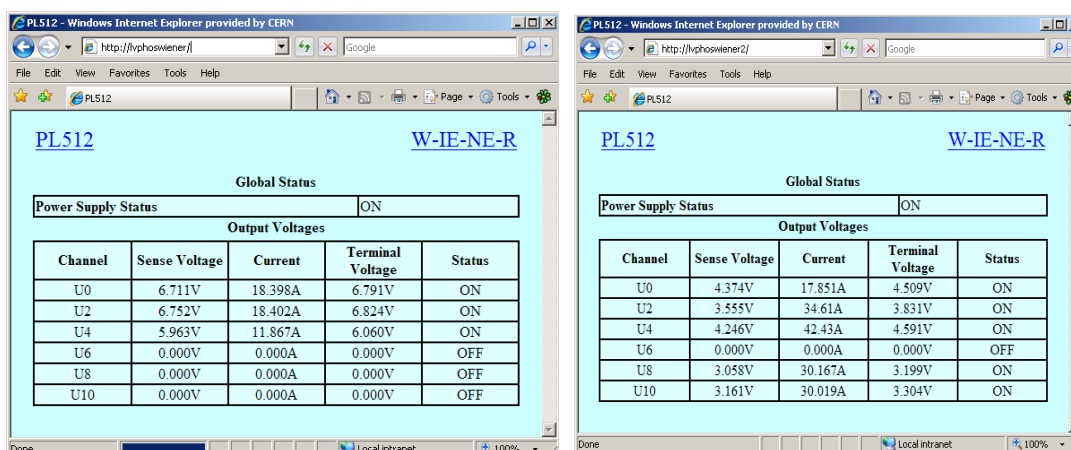 PL512 - Windows Internet Explorer provided by CERN
http://lvphoswiener/
Google
File Edit View Favorites Tools Help
PL512
Page Tools
PL512 W-IE-NE-R
Global Status
Power Supply Status ON
Output Voltages
Channel Sense Voltage Current Terminal Voltage Status
U0 6.711V 18.398A 6.791V ON
U2 6.752V 18.402A 6.824V ON
U4 5.963V 11.867A 6.060V ON
U6 0.000V 0.000A 0.000V OFF
U8 0.000V 0.000A 0.000V OFF
U10 0.000V 0.000A 0.000V OFF
Done Local intranet 100%
PL512 - Windows Internet Explorer provided by CERN
http://lvphoswiener2/
Google
File Edit View Favorites Tools Help
PL512
Page Tools
PL512 W-IE-NE-R
Global Status
Power Supply Status ON
Output Voltages
Channel Sense Voltage Current Terminal Voltage Status
U0 4.374V 17.851A 4.509V ON
U2 3.555V 34.61A 3.831V ON
U4 4.246V 42.43A 4.591V ON
U6 0.000V 0.000A 0.000V OFF
U8 3.058V 30.167A 3.199V ON
U10 3.161V 30.019A 3.304V ON
Done Local intranet 100%